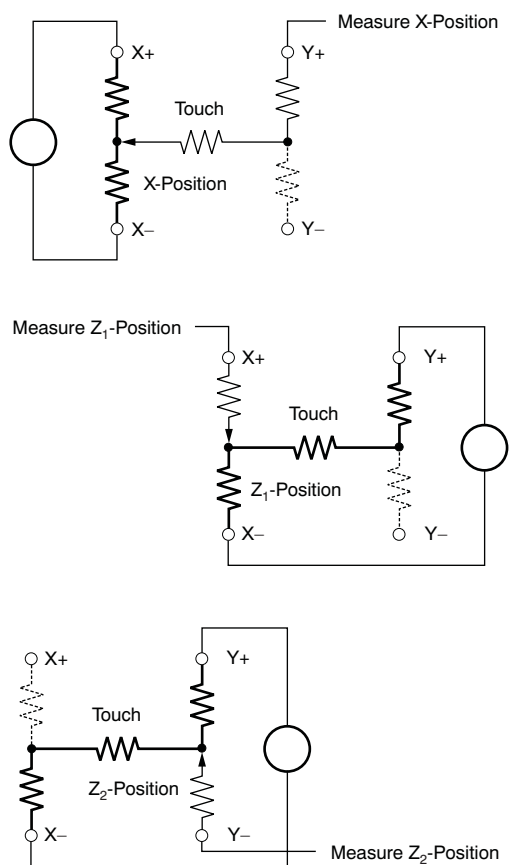 Measure X-Position
X+
Y+
Touch
X-Position
X–
Y–
Measure Z₁-Position
X+
Y+
Touch
Z₁-Position
X–
Y–
X+
Y+
Touch
Z₂-Position
X–
Y–
Measure Z₂-Position